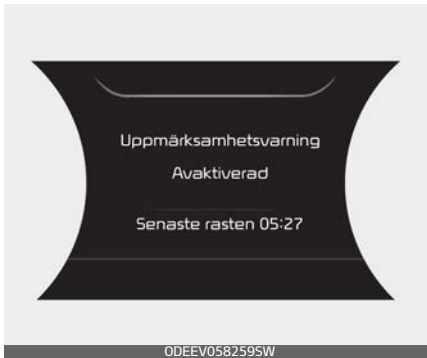 Uppmärksamhetsvarning
Avaktiverad
Senaste rasten 05:27
ODEEV058259SW